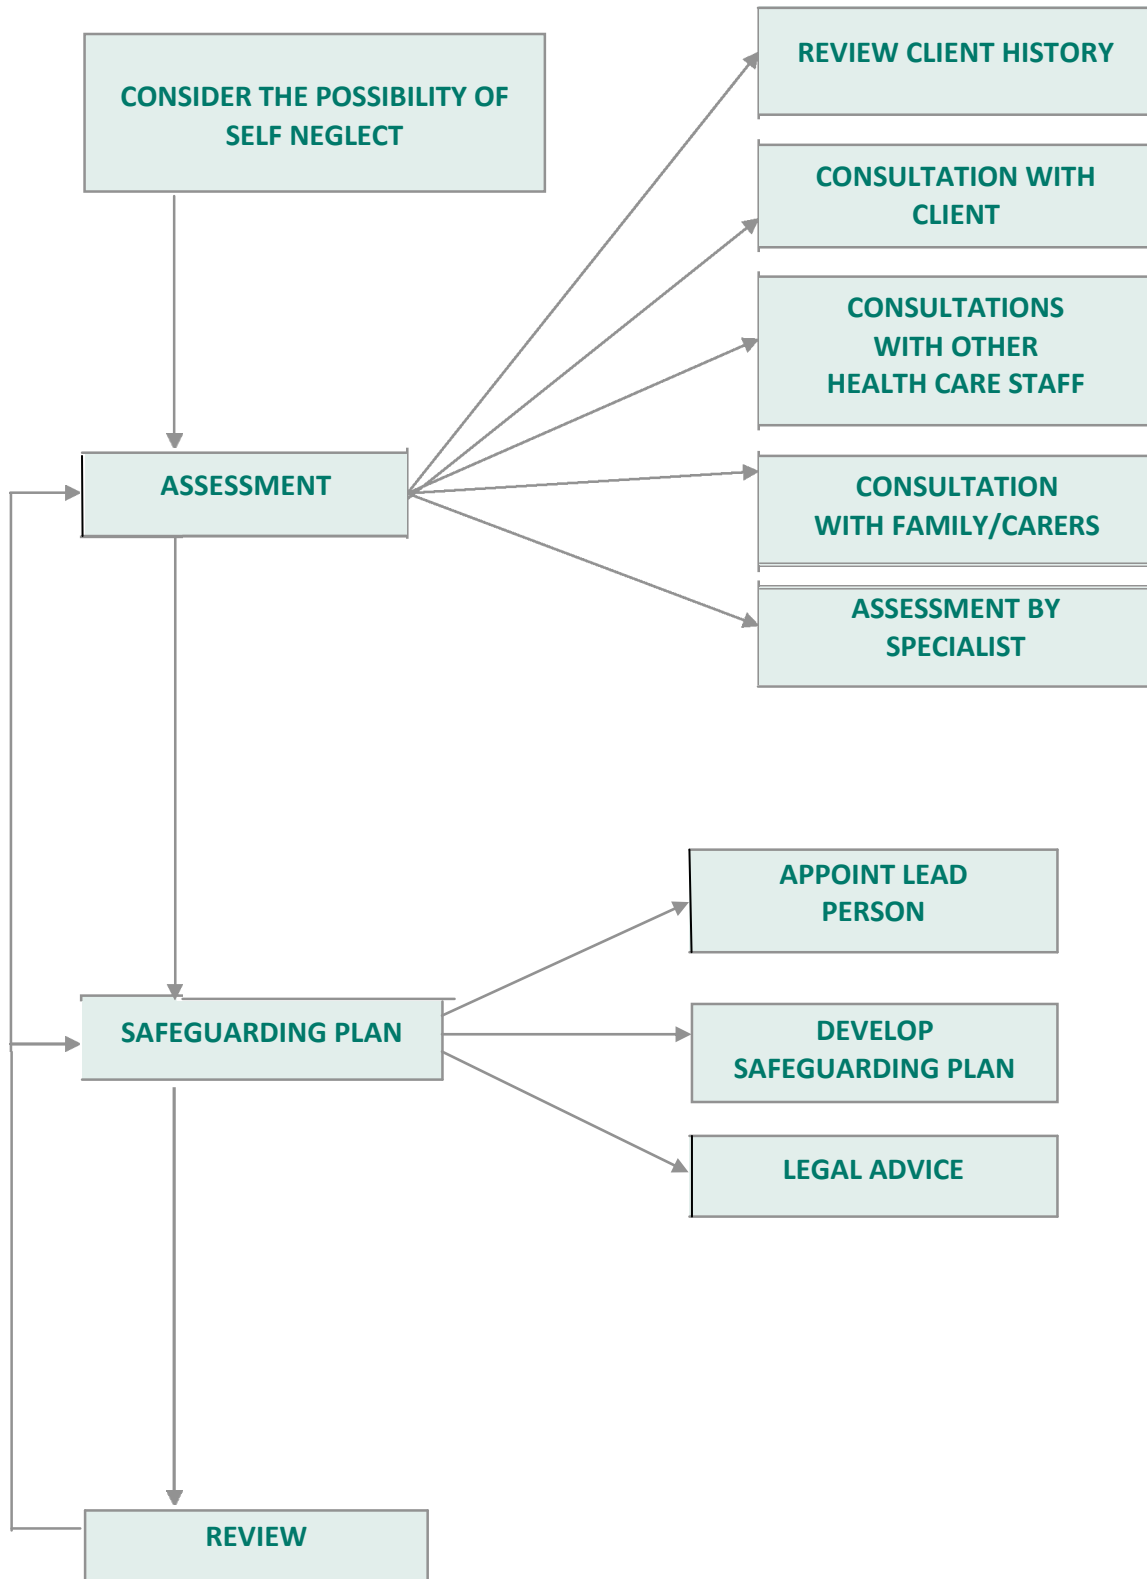 CONSIDER THE POSSIBILITY OF
SELF NEGLECT
REVIEW CLIENT HISTORY
CONSULTATION WITH
CLIENT
CONSULTATIONS
WITH OTHER
HEALTH CARE STAFF
ASSESSMENT
CONSULTATION
WITH FAMILY/CARERS
ASSESSMENT BY
SPECIALIST
APPOINT LEAD
PERSON
SAFEGUARDING PLAN
DEVELOP
SAFEGUARDING PLAN
LEGAL ADVICE
REVIEW